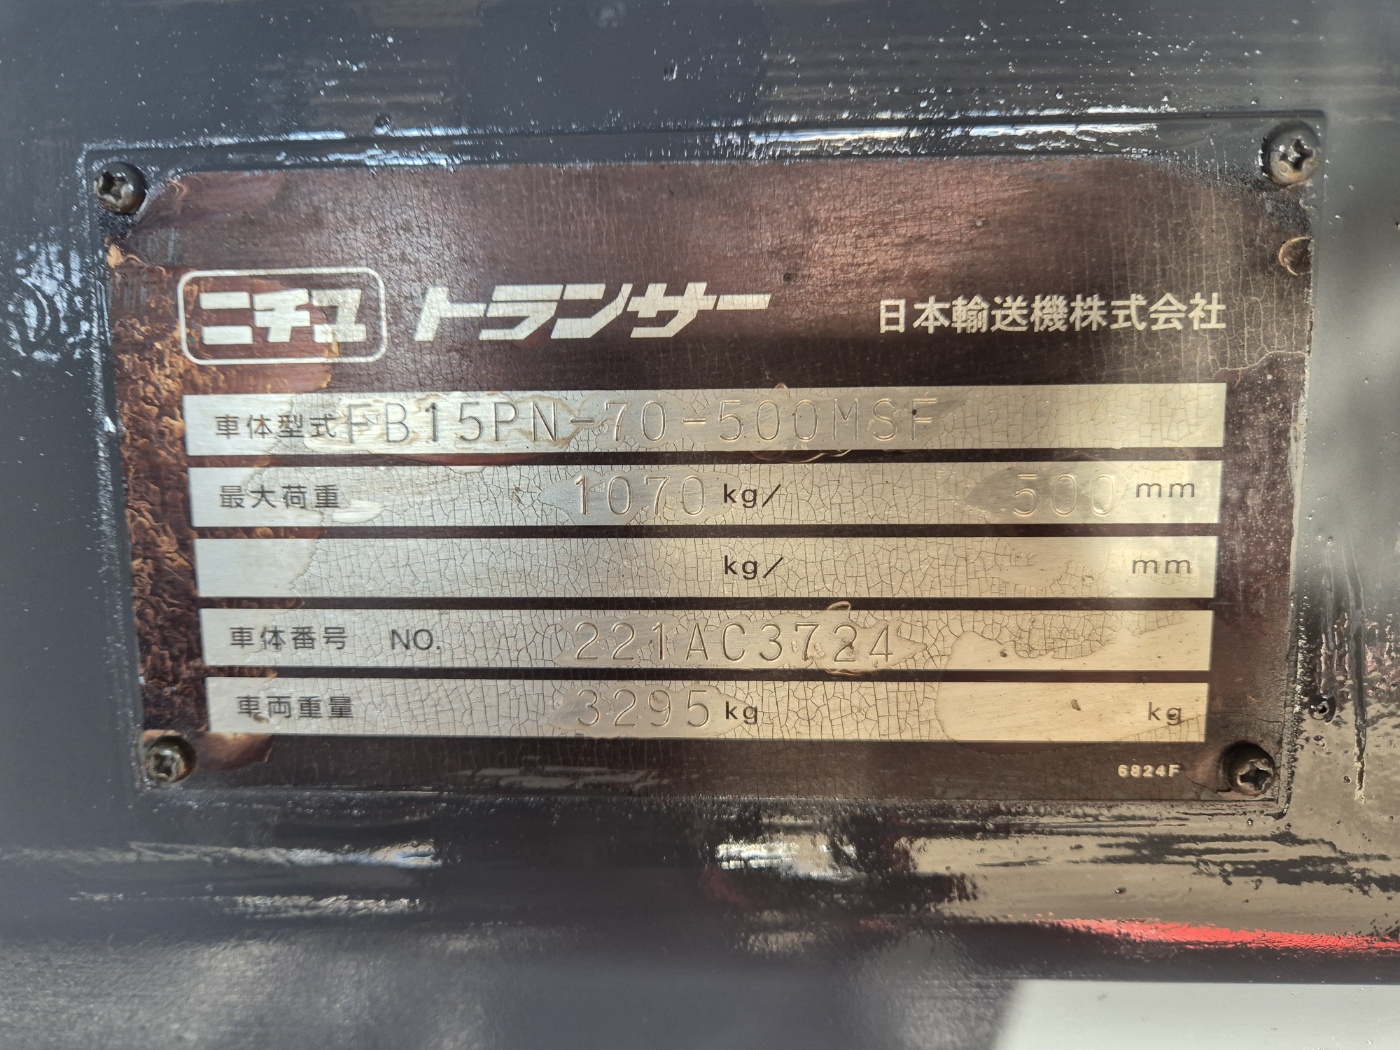 ニチユ トランサー 日本輸送機株式会社
車体型式 FB15PN-70-500MSF
最大荷重 1070 kg/ 500 mm
kg/ mm
車体番号 NO. 221AC3724
車両重量 3295 kg kg
6824F